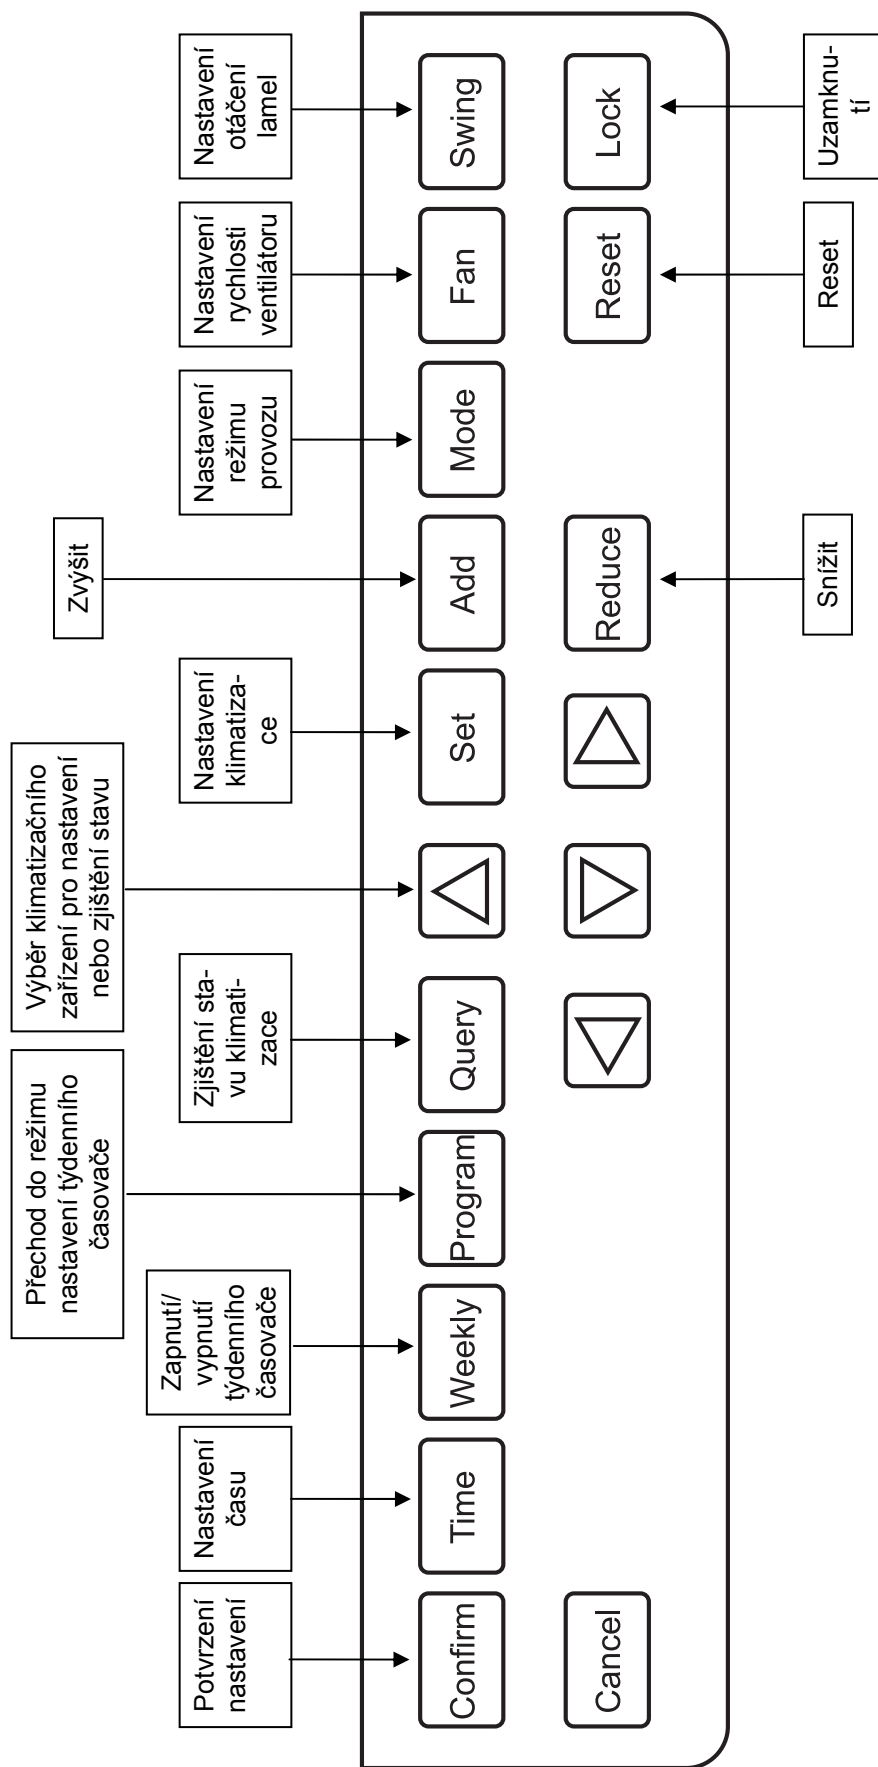 Potvrzení
nastavení
Nastavení
času
Zapnutí/
vypnutí
týdenního
časovače
Přechod do režimu
nastavení týdenního
časovače
Zjištění sta-
vu klimati-
zace
Výběr klimatizačního
zařízení pro nastavení
nebo zjištění stavu
Nastavení
klimatiza-
ce
Zvýšit
Nastavení
režimu
provozu
Nastavení
rychlosti
ventilátoru
Nastavení
otáčení
lamel
Confirm
Time
Weekly
Program
Query
Set
Add
Mode
Fan
Swing
Cancel
Reduce
Reset
Lock
Snížit
Reset
Uzamknu-
tí